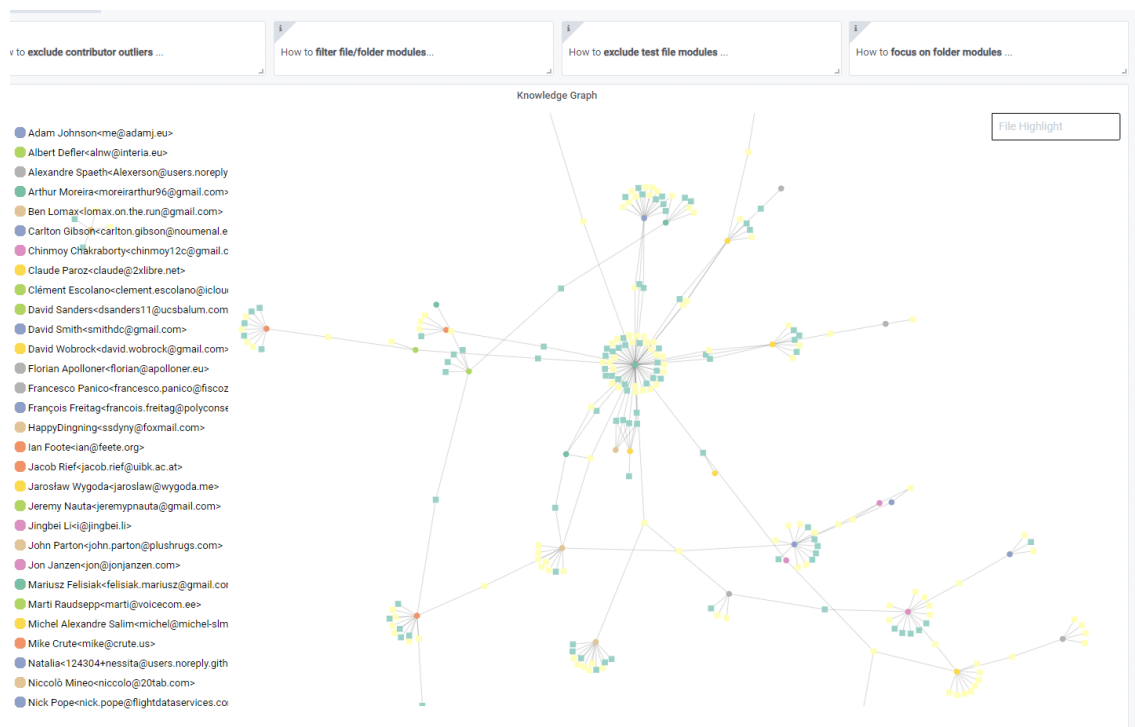 v to exclude contributor outliers ...
How to filter file/folder modules...
How to exclude test file modules ...
How to focus on folder modules ...
Knowledge Graph
File Highlight
Adam Johnson<me@adamj.eu>
Albert Defler<alnw@interia.eu>
Alexandre Spaeth<Alexerson@users.noreply
Arthur Moreira<moreirarthur96@gmail.com>
Ben Lomax<lomax.on.the.run@gmail.com>
Carlton Gibson<carlton.gibson@noumenal.e
Chinmoy Chakraborty<chinmoy12c@gmail.c
Claude Paroz<claude@2xlibre.net>
Clément Escolano<clement.escolano@iclou
David Sanders<dsanders11@ucsbalum.com
David Smith<smithdc@gmail.com>
David Wobrock<david.wobrock@gmail.com>
Florian Apolloner<florian@apolloner.eu>
Francesco Panico<francesco.panico@fiscoz
François Freitag<francois.freitag@polyconse
HappyDingning<ssdyny@foxmail.com>
Ian Foote<ian@feete.org>
Jacob Rief<jacob.rief@uibk.ac.at>
Jarosław Wygoda<jaroslaw@wygoda.me>
Jeremy Nauta<jeremypnauta@gmail.com>
Jingbei Li<i@jingbei.li>
John Parton<john.parton@plushrugs.com>
Jon Janzen<jon@jonjanzen.com>
Mariusz Felisiak<felisiak.mariusz@gmail.cor
Marti Raudsepp<marti@voicecom.ee>
Michel Alexandre Salim<michel@michel-slm
Mike Crute<mike@crute.us>
Natalia<124304+nessita@users.noreply.gith
Niccolò Mineo<niccolo@20tab.com>
Nick Pope<nick.pope@flightdataservices.co